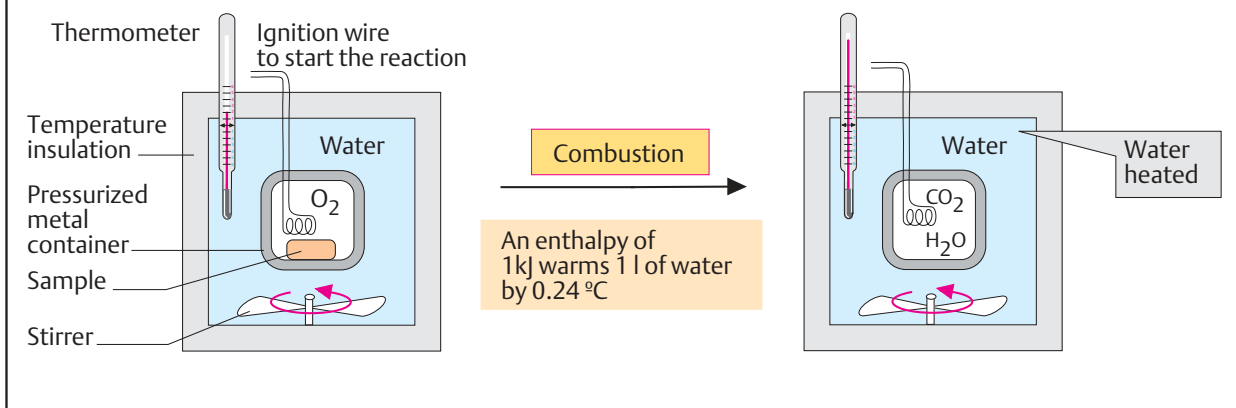 Thermometer
Ignition wire
to start the reaction
Temperature
insulation
Pressurized
metal
container
Sample
Stirrer
Water
O2
Combustion
An enthalpy of
1kJ warms 1 l of water
by 0.24 ºC
Water
CO2
H2O
Water
heated